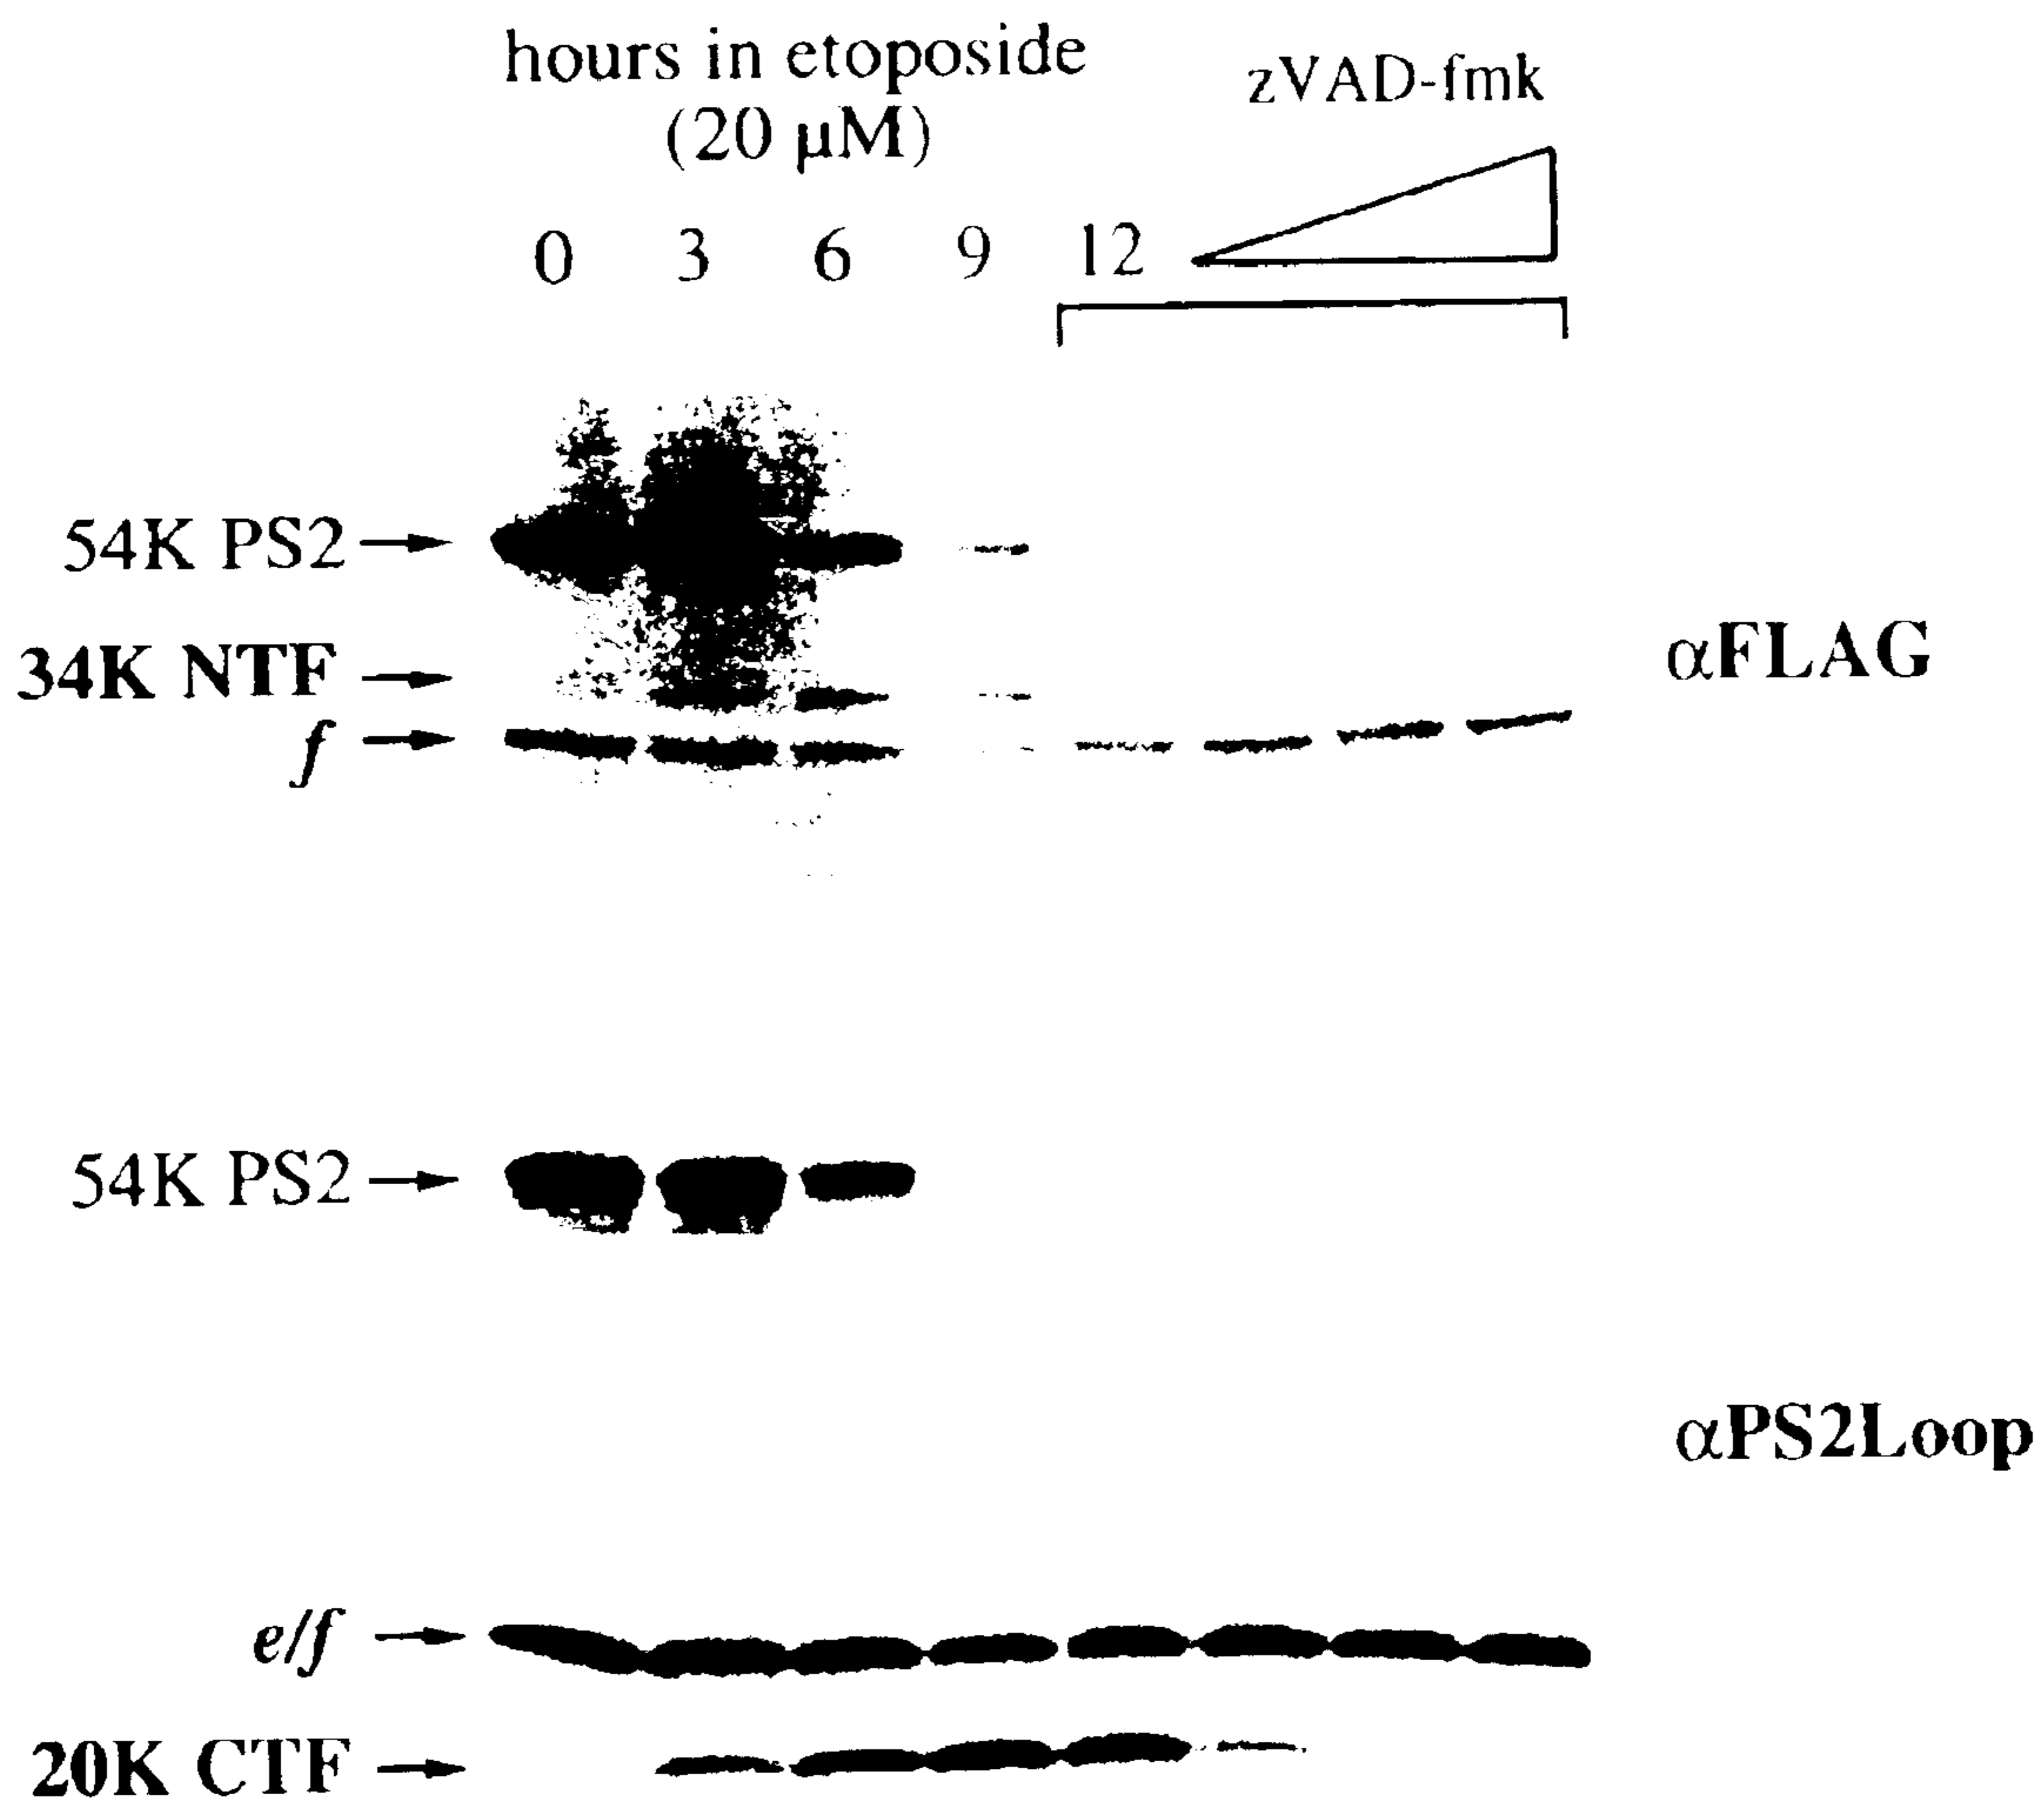 hours in etoposide
(20 µM)
zVAD-fmk
0 3 6 9 12
54K PS2
34K NTF
f
αFLAG
54K PS2
αPS2Loop
e/f
20K CTF